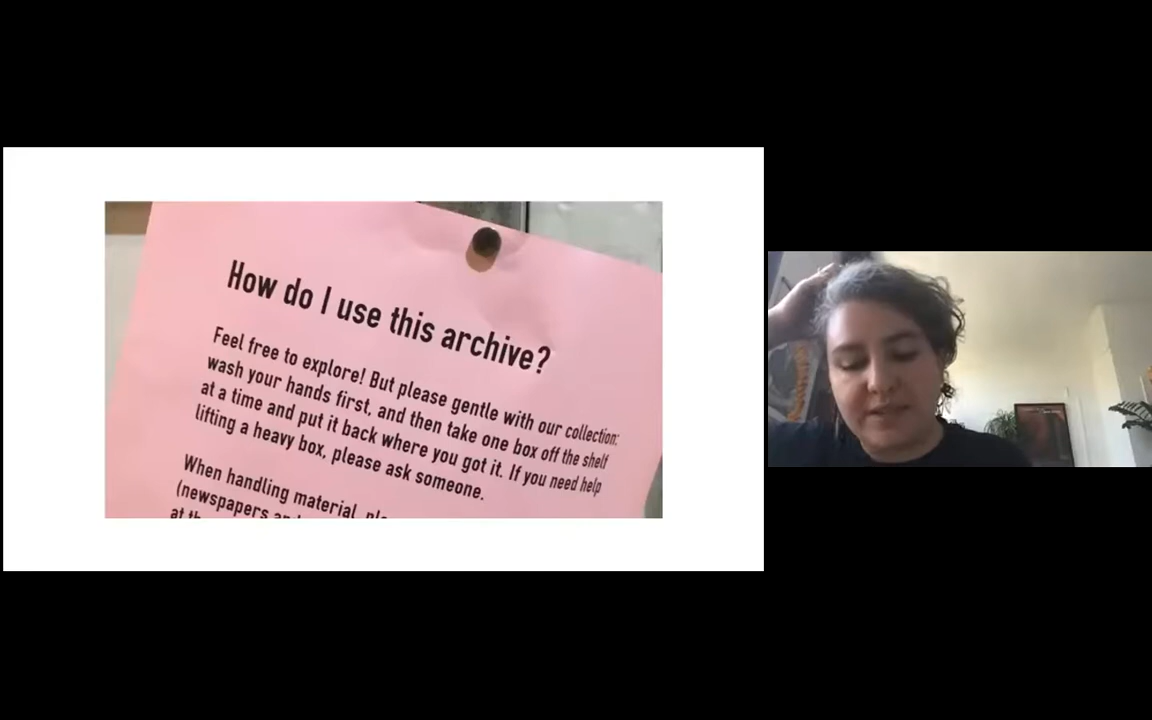 How do I use this archive?
Feel free to explore! But please gentle with our collection:
wash your hands first, and then take one box off the shelf
at a time and put it back where you got it. If you need help
lifting a heavy box, please ask someone.
When handling material,
(newspapers
at